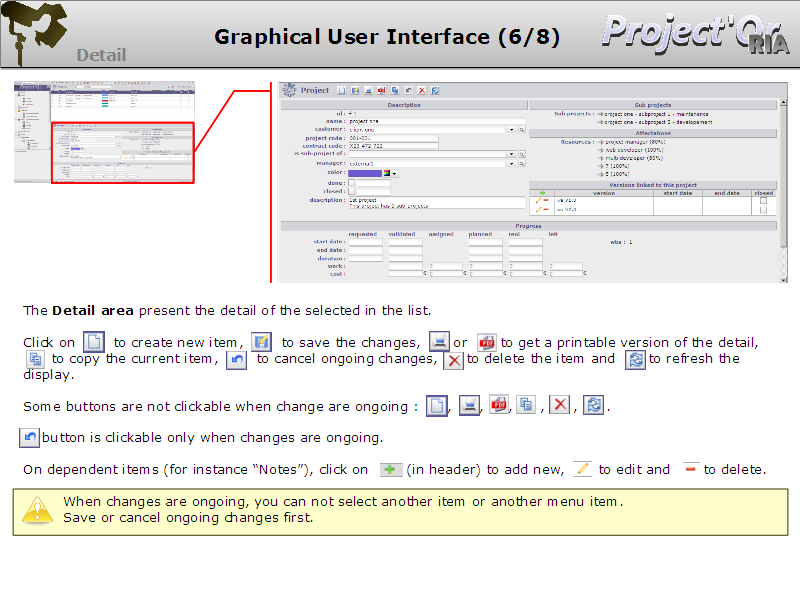 Detail
Graphical User Interface (6/8)
Project'Or
RIA
Project
Description
id :
name : project one
customer : client one
project code : 001-001
contract code : X23-472-722
is sub-project of :
manager : external1
color :
done :
closed :
description : 1st project
This project has 2 sub-projects
Sub projects
Sub projects : project one - subproject 1 - maintenance
project one - subproject 2 - developement
Affectations
Resources : project manager (80%)
web developer (100%)
multi developer (60%)
? (100%)
5 (100%)
Versions linked to this project
version start date end date closed
wa V1.0
wa V2.0
Progress
requested validated assigned planned real left
start date :
end date :
duration :
work :
cost :
wbs : 1
The Detail area present the detail of the selected in the list.
Click on to create new item, to save the changes, or to get a printable version of the detail,
to copy the current item, to cancel ongoing changes, to delete the item and to refresh the
display.
Some buttons are not clickable when change are ongoing : , , , , , .
button is clickable only when changes are ongoing.
On dependent items (for instance “Notes”), click on (in header) to add new, to edit and to delete.
When changes are ongoing, you can not select another item or another menu item.
Save or cancel ongoing changes first.